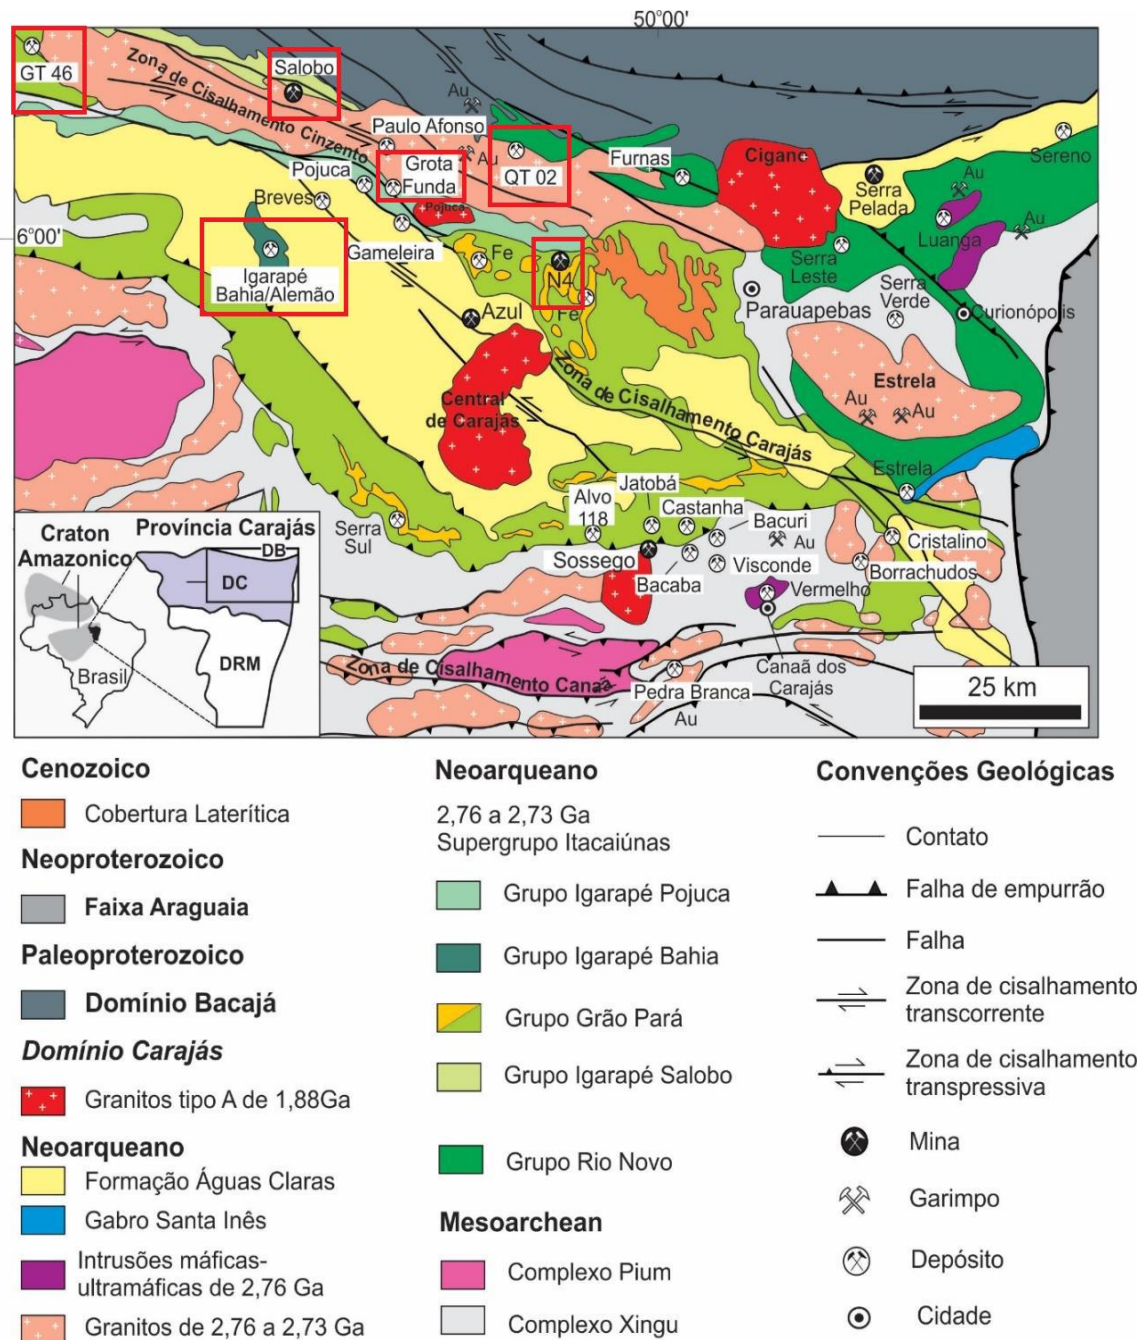 50°00'
GT 46
Zona de Cisalhamento Cinzento
Salobo
Au
Paulo Afonso
Au
Pojuca
Grota
Funda
QT 02
Furnas
Cigano
Sereno
Serra
Pelada
Au
Breves
Pojuca
Luanga
Au
6°00'
Igarapé
Bahia/Alemão
Gameleira
Fe
N4
Fe
Serra
Leste
Serra
Verde
Parauapebas
Curionópolis
Azul
Zona de Cisalhamento Carajás
Estrela
Au
Au
Central
de Carajás
Estrela
Serra
Sul
Alvo
118
Jatobá
Castanha
Bacuri
Au
Cristalino
Sossego
Bacaba
Visconde
Borrachudos
Vermelho
Zona de Cisalhamento Canaã
Pedra Branca
Au
Canaã dos
Carajás
25 km
Craton
Amazonico
Província Carajás
DB
DC
DRM
Brasil
Cenozoico
Cobertura Laterítica
Neoproterozoico
Faixa Araguaia
Paleoproterozoico
Domínio Bacajá
Domínio Carajás
Granitos tipo A de 1,88Ga
Neoarqueano
Formação Águas Claras
Gabro Santa Inês
Intrusões máficas-
ultramáficas de 2,76 Ga
Granitos de 2,76 a 2,73 Ga
Neoarqueano
2,76 a 2,73 Ga
Supergrupo Itacaiúnas
Grupo Igarapé Pojuca
Grupo Igarapé Bahia
Grupo Grão Pará
Grupo Igarapé Salobo
Grupo Rio Novo
Mesoarchean
Complexo Pium
Complexo Xingu
Convenções Geológicas
Contato
Falha de empurrão
Falha
Zona de cisalhamento
transcorrente
Zona de cisalhamento
transpressiva
Mina
Garimpo
Depósito
Cidade